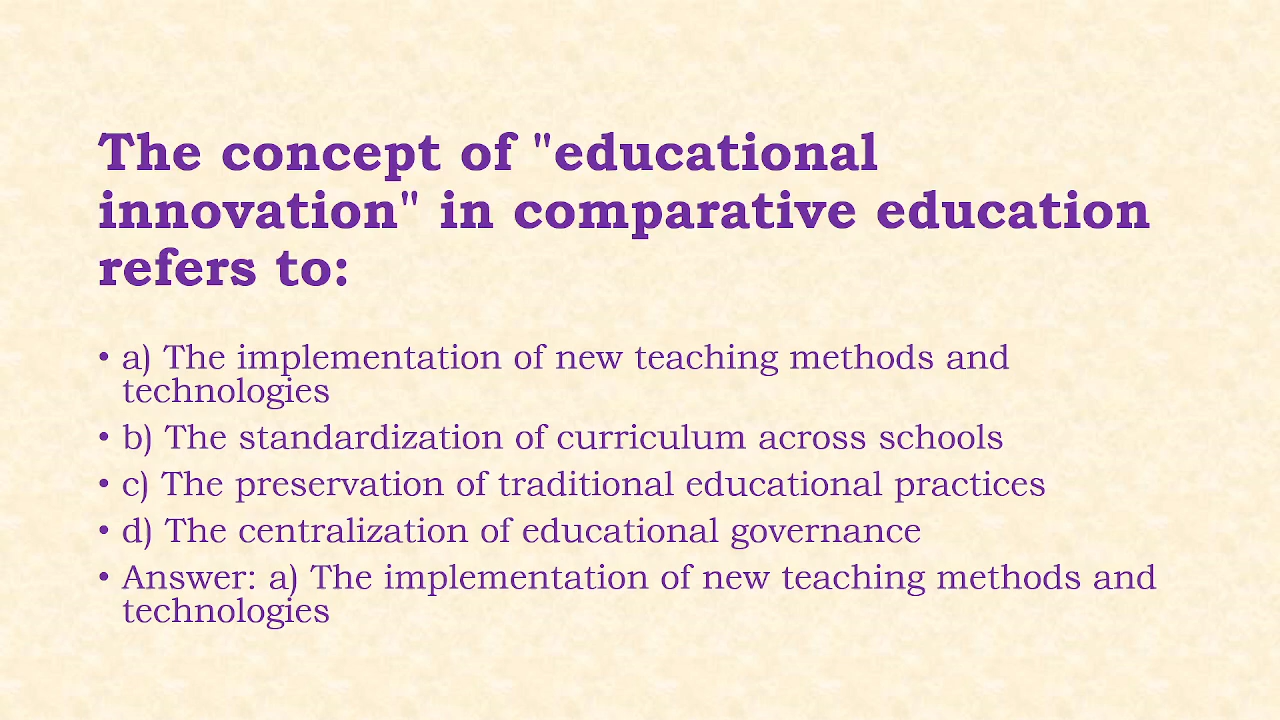 The concept of "educational
innovation" in comparative education
refers to:
• a) The implementation of new teaching methods and
technologies
• b) The standardization of curriculum across schools
• c) The preservation of traditional educational practices
• d) The centralization of educational governance
• Answer: a) The implementation of new teaching methods and
technologies